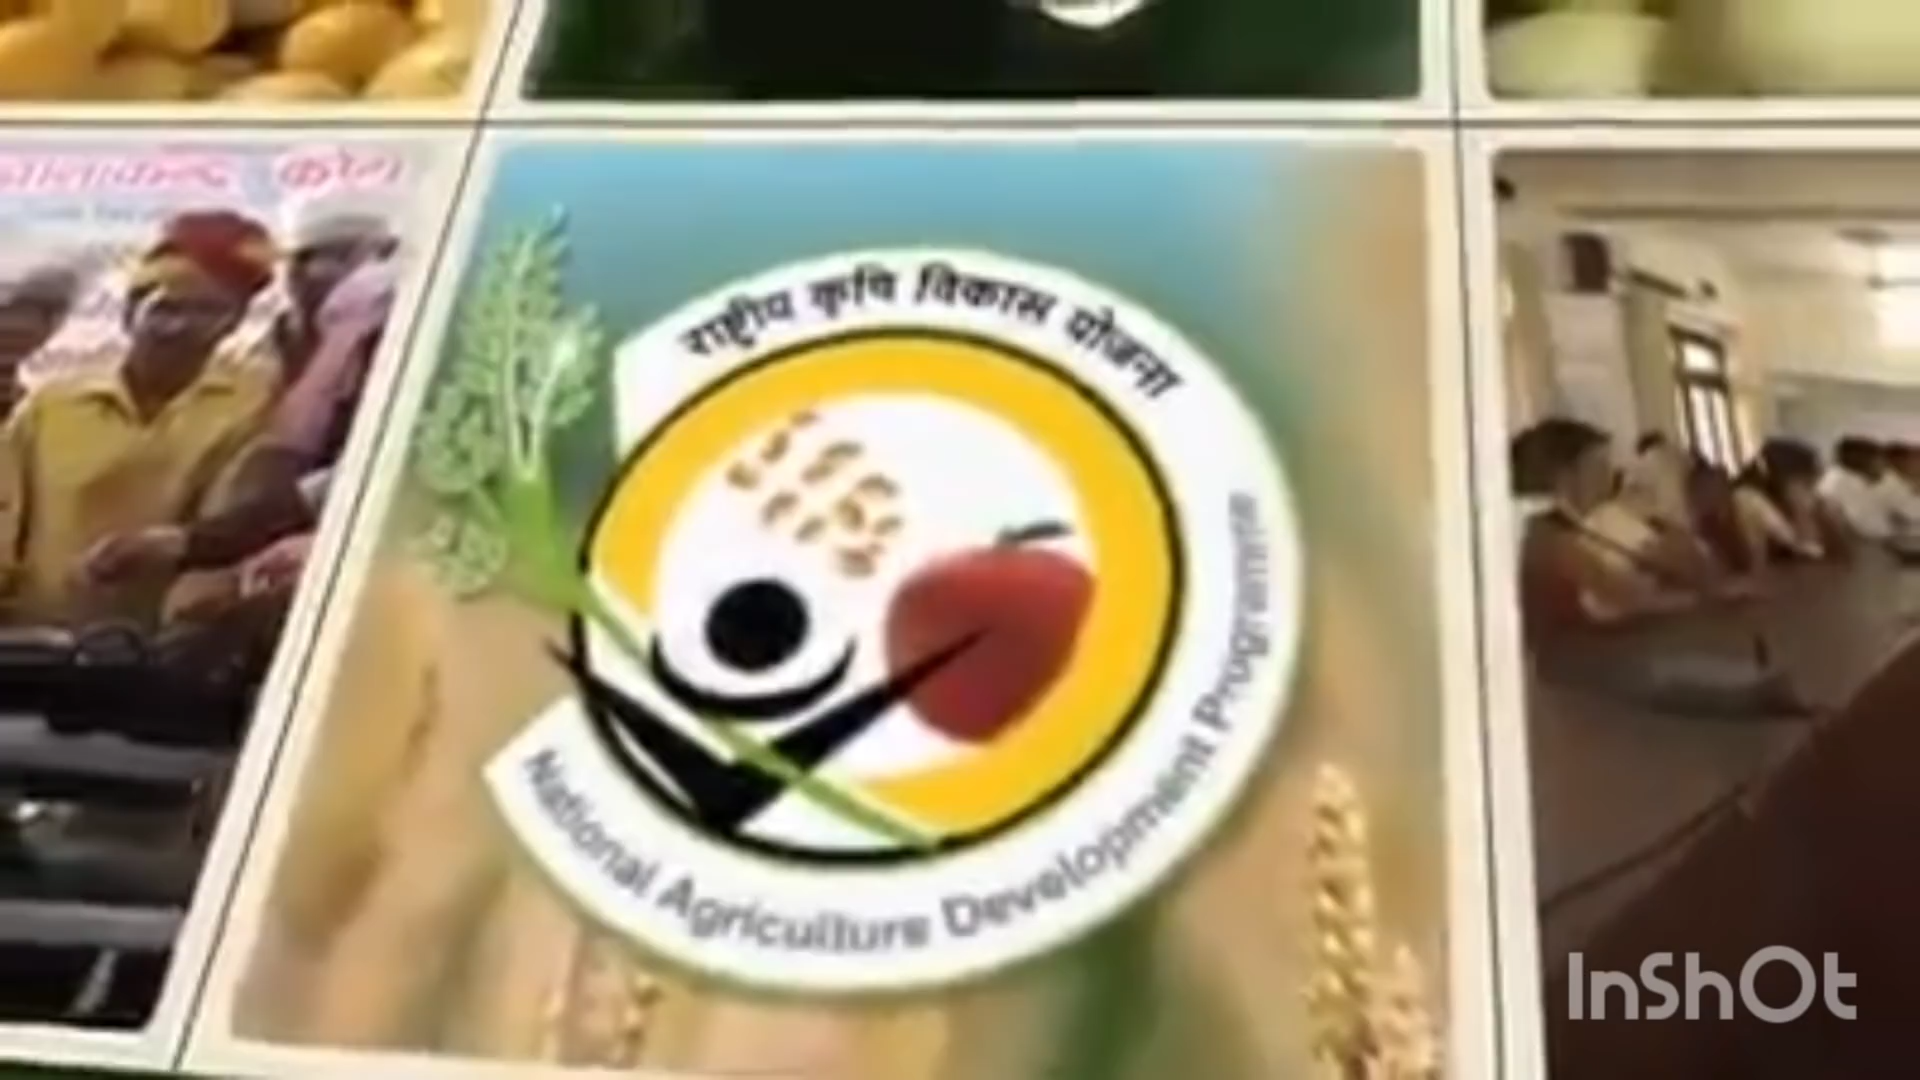 राष्ट्रीय कृषि विकास योजना
National Agriculture Development Programme
InShOt